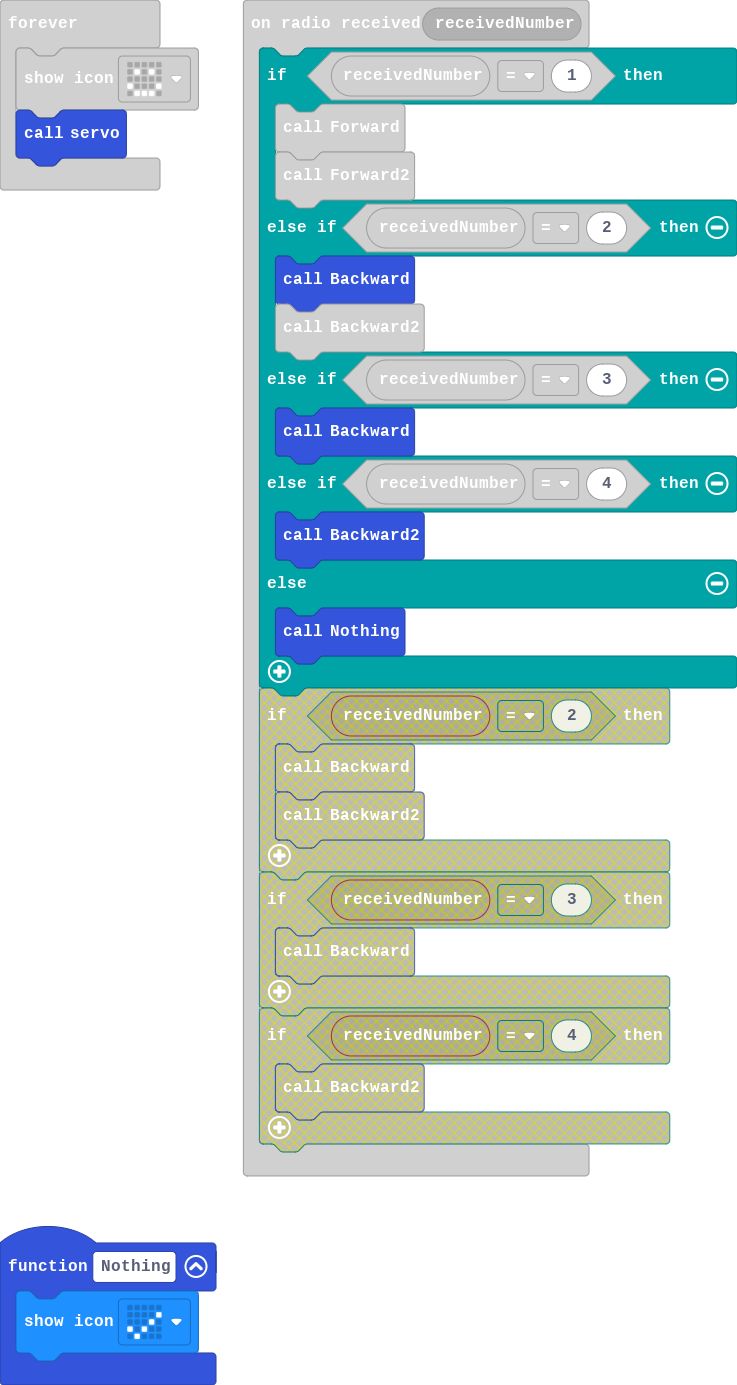 forever
show icon
call servo
on radio received receivedNumber
if receivedNumber = 1 then
call Forward
call Forward2
else if receivedNumber = 2 then
call Backward
call Backward2
else if receivedNumber = 3 then
call Backward
else if receivedNumber = 4 then
call Backward2
else
call Nothing
if receivedNumber = 2 then
call Backward
call Backward2
if receivedNumber = 3 then
call Backward
if receivedNumber = 4 then
call Backward2
function Nothing
show icon